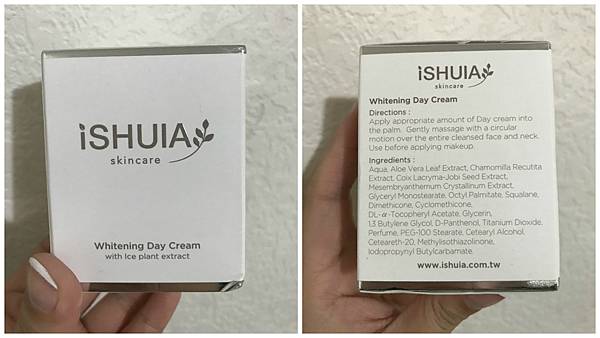 iSHUIA
skincare
Whitening Day Cream
with Ice plant extract
iSHUIA
skincare
Whitening Day Cream
Directions :
Apply appropriate amount of Day cream into
the palm. Gently massage with a circular
motion over the entire cleansed face and neck.
Use before applying makeup.
Ingredients :
Aqua, Aloe Vera Leaf Extract, Chamomilla Recutita
Extract, Coix Lacryma-Jobi Seed Extract,
Mesembryanthemum Crystallinum Extract,
Glyceryl Monostearate, Octyl Palmitate, Squalane,
Dimethicone, Cyclomethicone,
DL-α-Tocopheryl Acetate, Glycerin,
1,3 Butylene Glyzol, D-Panthenol, Titanium Dioxide,
Perfume, PEG-100 Stearate, Cetearyl Alcohol,
Ceteareth-20, Methylisothiazolinone,
Iodopropynyl Butylcarbamate.
www.ishuia.com.tw